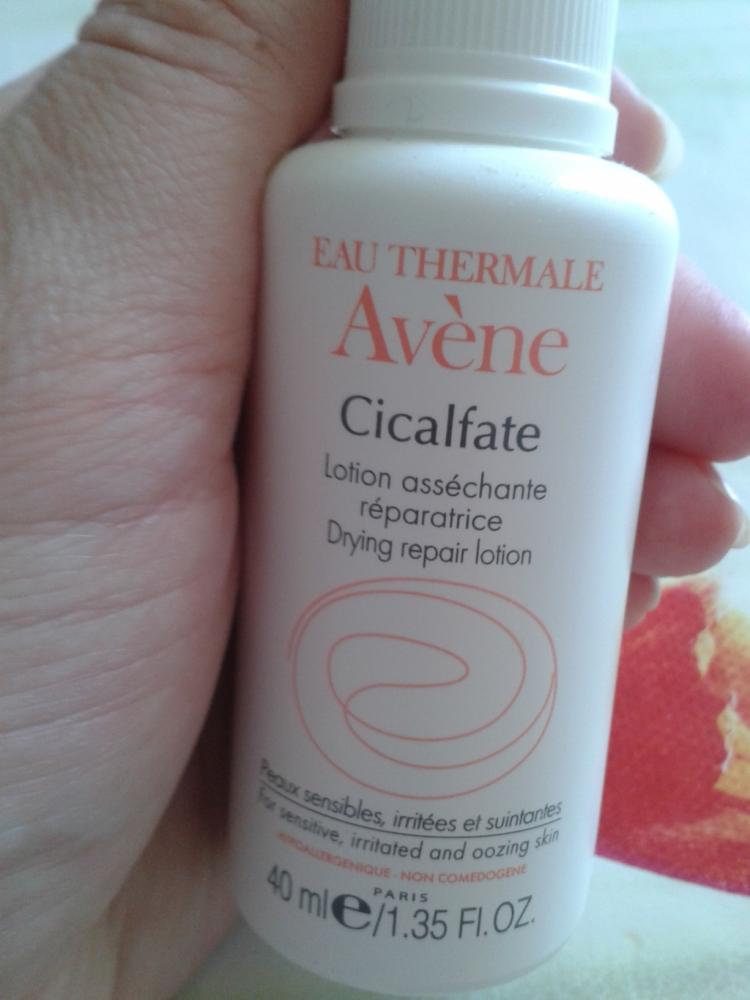 EAU THERMALE
Avène
Cicalfate
Lotion asséchante
réparatrice
Drying repair lotion
Peaux sensibles, irritées et suintantes
For sensitive, irritated and oozing skin
HYPOALLERGENIQUE - NON COMEDOGENE
PARIS
40 ml e/1.35 Fl. OZ.